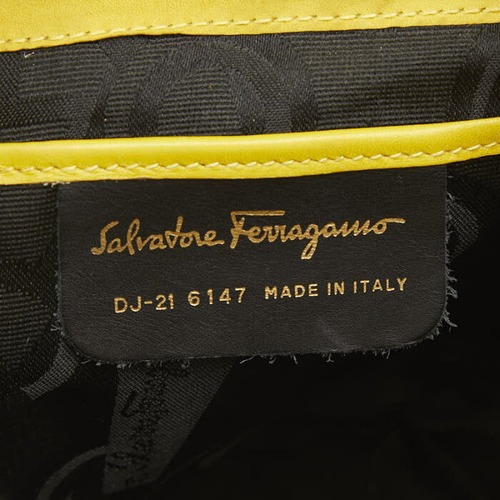 Salvatore Ferragamo
DJ-21 6147 MADE IN ITALY